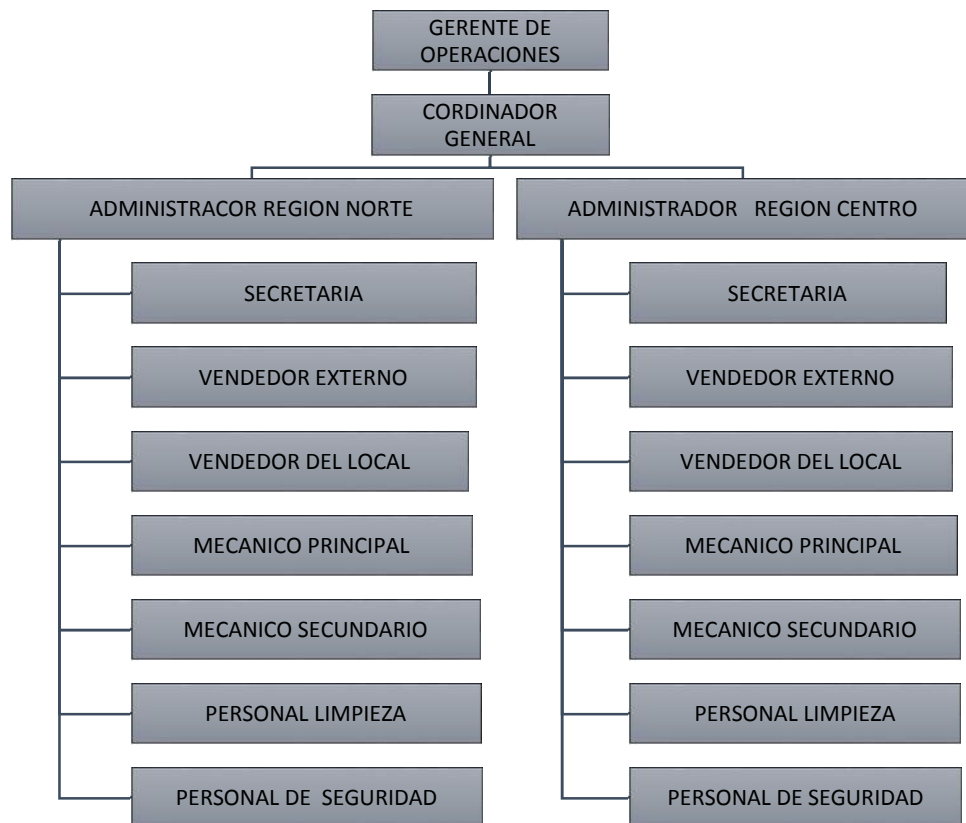 GERENTE DE
OPERACIONES
CORDINADOR
GENERAL
ADMINISTRACOR REGION NORTE
SECRETARIA
VENDEDOR EXTERNO
VENDEDOR DEL LOCAL
MECANICO PRINCIPAL
MECANICO SECUNDARIO
PERSONAL LIMPIEZA
PERSONAL DE SEGURIDAD
ADMINISTRADOR REGION CENTRO
SECRETARIA
VENDEDOR EXTERNO
VENDEDOR DEL LOCAL
MECANICO PRINCIPAL
MECANICO SECUNDARIO
PERSONAL LIMPIEZA
PERSONAL DE SEGURIDAD